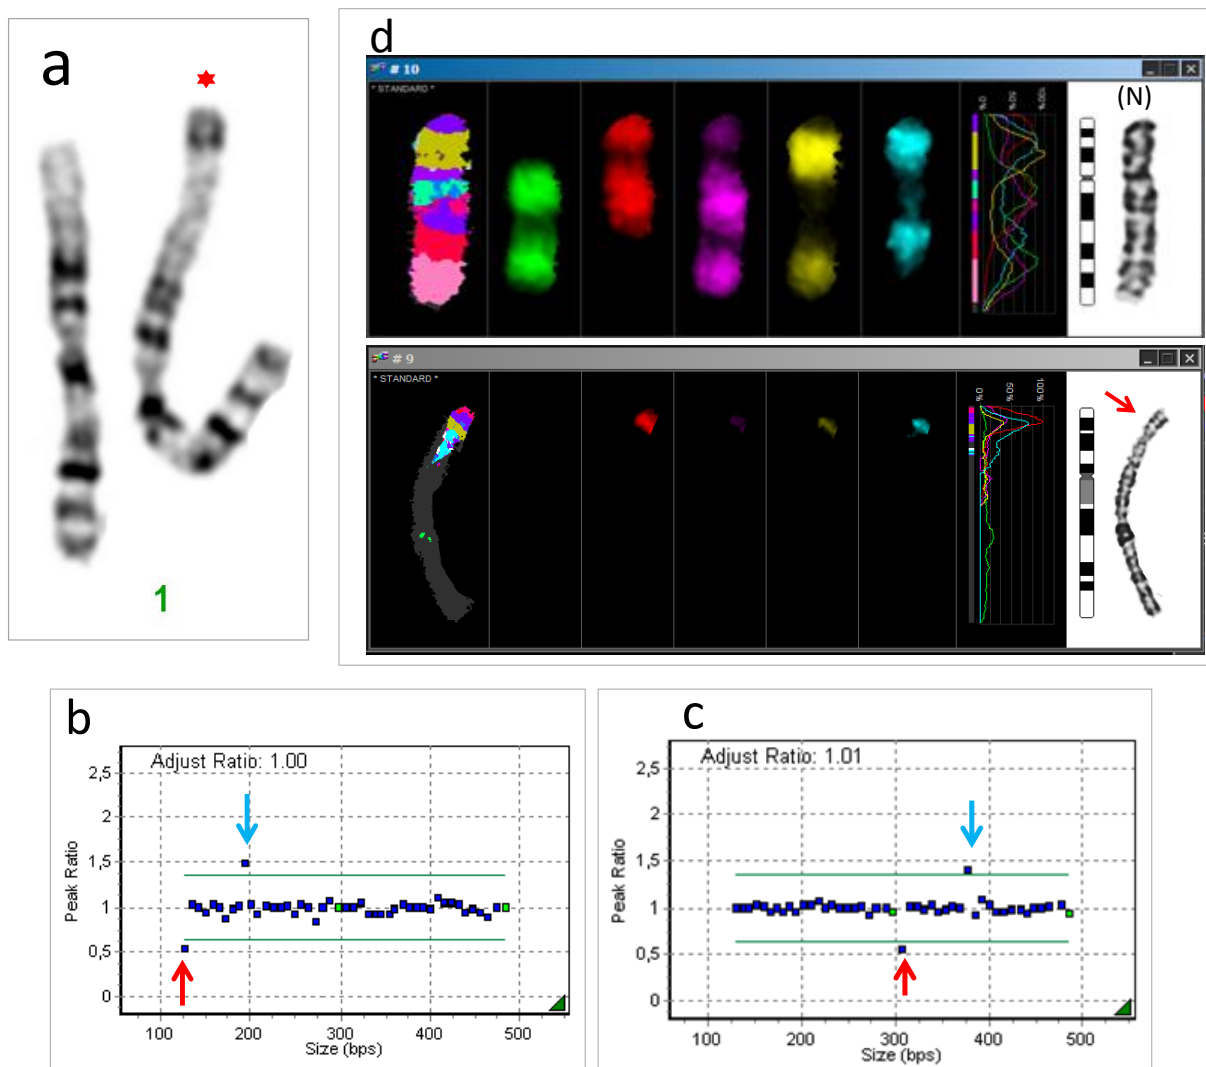 a
1
d
# 10
* STANDARD *
0%
50%
100%
(N)
# 9
* STANDARD *
0%
50%
100%
b
Adjust Ratio: 1.00
Peak Ratio
2,5
2
1,5
1
0,5
0
100 200 300 400 500
Size (bps)
c
Adjust Ratio: 1.01
Peak Ratio
2,5
2
1,5
1
0,5
0
100 200 300 400 500
Size (bps)